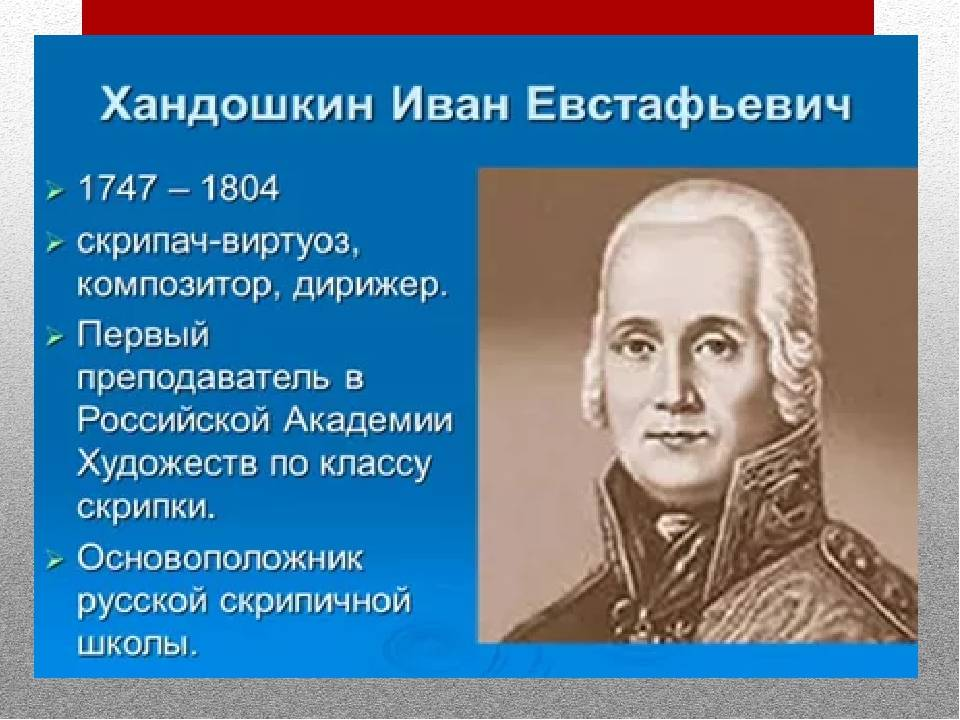 Хандошкин Иван Евстафьевич
1747 – 1804
скрипач-виртуоз,
композитор, дирижер.
Первый
преподаватель в
Российской Академии
Художеств по классу
скрипки.
Основоположник
русской скрипичной
школы.